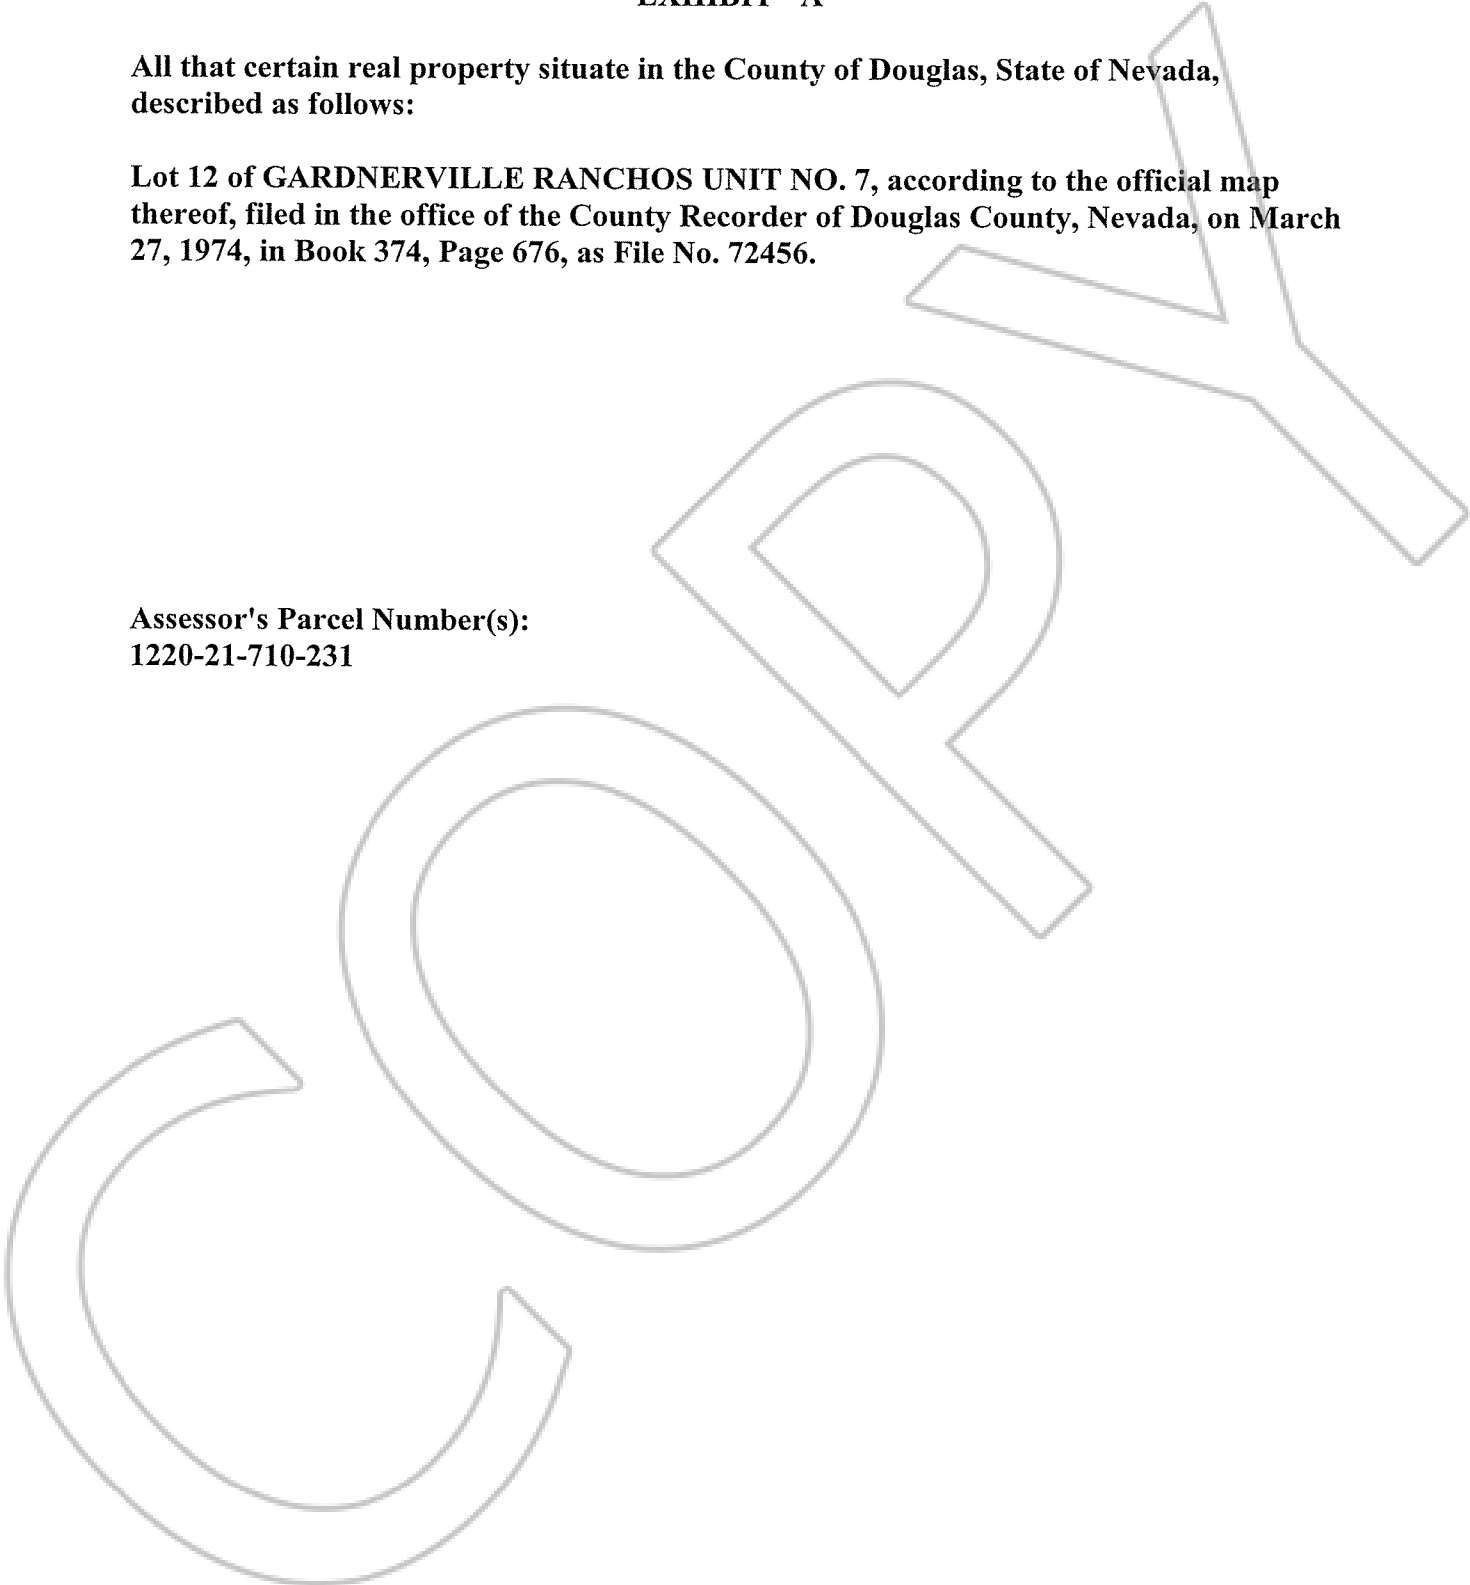 EXHIBIT "A"
All that certain real property situate in the County of Douglas, State of Nevada,
described as follows:
Lot 12 of GARDNERVILLE RANCHOS UNIT NO. 7, according to the official map
thereof, filed in the office of the County Recorder of Douglas County, Nevada, on March
27, 1974, in Book 374, Page 676, as File No. 72456.
Assessor's Parcel Number(s):
1220-21-710-231
COPY